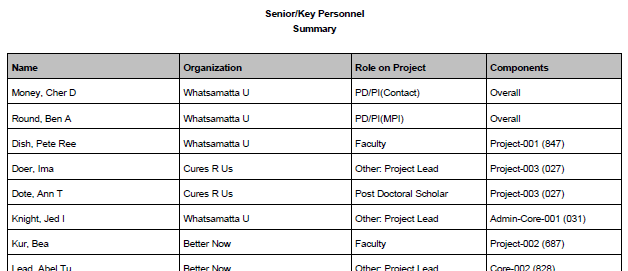 Senior/Key Personnel
Summary
Name Organization Role on Project Components
Money, Cher D Whatsamatta U PD/PI(Contact) Overall
Round, Ben A Whatsamatta U PD/PI(MPI) Overall
Dish, Pete Ree Whatsamatta U Faculty Project-001 (847)
Doer, Ima Cures R Us Other: Project Lead Project-003 (027)
Dote, Ann T Cures R Us Post Doctoral Scholar Project-003 (027)
Knight, Jed I Whatsamatta U Other: Project Lead Admin-Core-001 (031)
Kur, Bea Better Now Faculty Project-002 (687)
Lead, Abel Tu Better Now Other: Project Lead Core-002 (828)